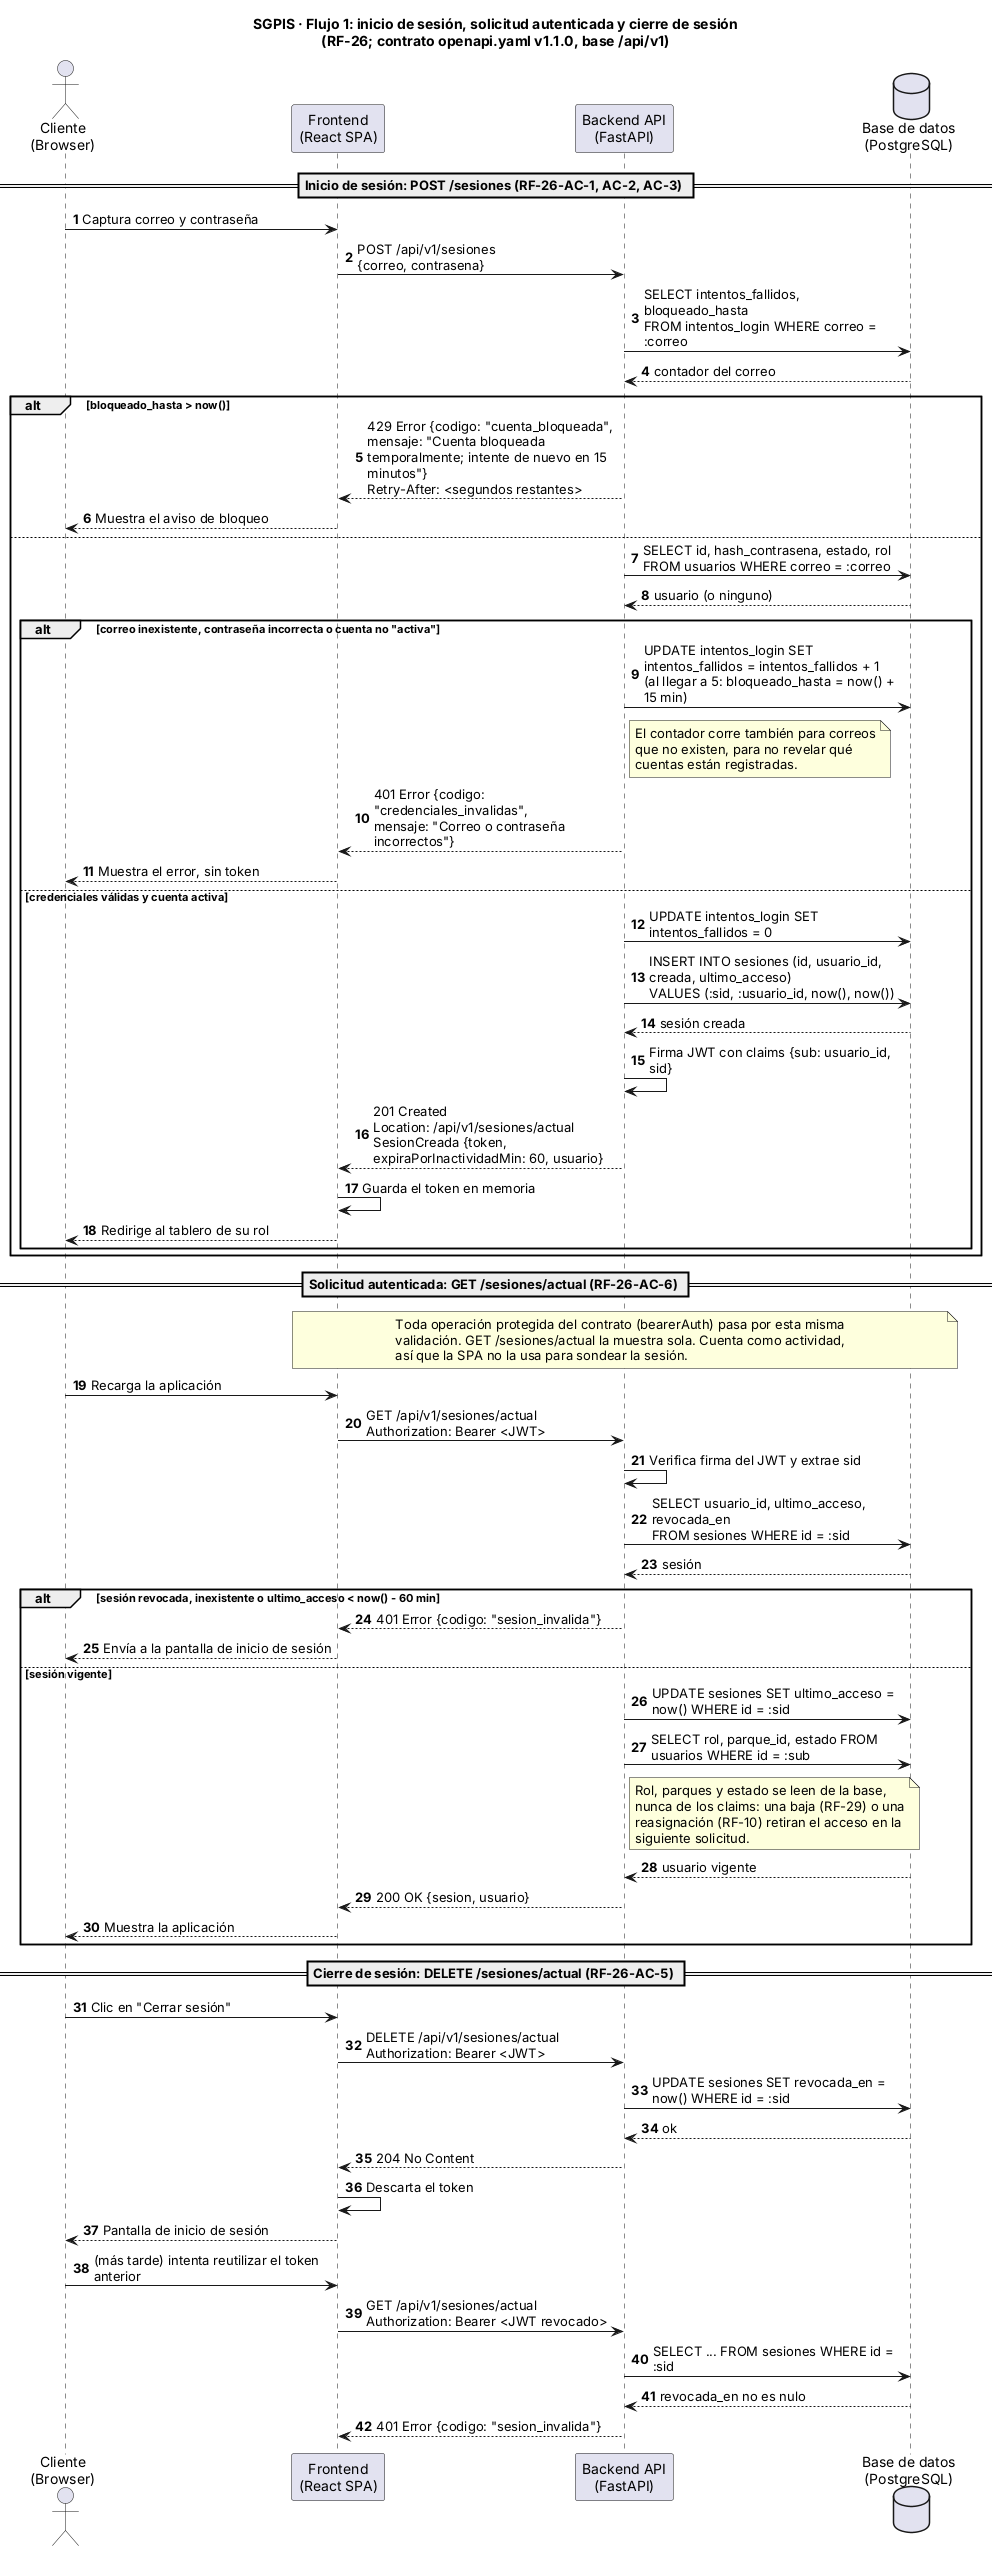 SGPIS · Flujo 1: inicio de sesión, solicitud autenticada y cierre de sesión
(RF-26; contrato openapi.yaml v1.1.0, base /api/v1)
Cliente
(Browser)
Frontend
(React SPA)
Backend API
(FastAPI)
Base de datos
(PostgreSQL)
Inicio de sesión: POST /sesiones (RF-26-AC-1, AC-2, AC-3)
1 Captura correo y contraseña
2 POST /api/v1/sesiones
{correo, contrasena}
3 SELECT intentos_fallidos,
bloqueado_hasta
FROM intentos_login WHERE correo =
:correo
4 contador del correo
alt [bloqueado_hasta > now()]
5 429 Error {codigo: "cuenta_bloqueada",
mensaje: "Cuenta bloqueada
temporalmente; intente de nuevo en 15
minutos"}
Retry-After: <segundos restantes>
6 Muestra el aviso de bloqueo
7 SELECT id, hash_contrasena, estado, rol
FROM usuarios WHERE correo = :correo
8 usuario (o ninguno)
alt [correo inexistente, contraseña incorrecta o cuenta no "activa"]
9 UPDATE intentos_login SET
intentos_fallidos = intentos_fallidos + 1
(al llegar a 5: bloqueado_hasta = now() +
15 min)
El contador corre también para correos
que no existen, para no revelar qué
cuentas están registradas.
10 401 Error {codigo:
"credenciales_invalidas",
mensaje: "Correo o contraseña
incorrectos"}
11 Muestra el error, sin token
[credenciales válidas y cuenta activa]
12 UPDATE intentos_login SET
intentos_fallidos = 0
13 INSERT INTO sesiones (id, usuario_id,
creada, ultimo_acceso)
VALUES (:sid, :usuario_id, now(), now())
14 sesión creada
15 Firma JWT con claims {sub: usuario_id,
sid}
16 201 Created
Location: /api/v1/sesiones/actual
SesionCreada {token,
expiraPorInactividadMin: 60, usuario}
17 Guarda el token en memoria
18 Redirige al tablero de su rol
Solicitud autenticada: GET /sesiones/actual (RF-26-AC-6)
Toda operación protegida del contrato (bearerAuth) pasa por esta misma
validación. GET /sesiones/actual la muestra sola. Cuenta como actividad,
así que la SPA no la usa para sondear la sesión.
19 Recarga la aplicación
20 GET /api/v1/sesiones/actual
Authorization: Bearer <JWT>
21 Verifica firma del JWT y extrae sid
22 SELECT usuario_id, ultimo_acceso,
revocada_en
FROM sesiones WHERE id = :sid
23 sesión
alt [sesión revocada, inexistente o ultimo_acceso < now() - 60 min]
24 401 Error {codigo: "sesion_invalida"}
25 Envía a la pantalla de inicio de sesión
[sesión vigente]
26 UPDATE sesiones SET ultimo_acceso =
now() WHERE id = :sid
27 SELECT rol, parque_id, estado FROM
usuarios WHERE id = :sub
Rol, parques y estado se leen de la base,
nunca de los claims: una baja (RF-29) o una
reasignación (RF-10) retiran el acceso en la
siguiente solicitud.
28 usuario vigente
29 200 OK {sesion, usuario}
30 Muestra la aplicación
Cierre de sesión: DELETE /sesiones/actual (RF-26-AC-5)
31 Clic en "Cerrar sesión"
32 DELETE /api/v1/sesiones/actual
Authorization: Bearer <JWT>
33 UPDATE sesiones SET revocada_en =
now() WHERE id = :sid
34 ok
35 204 No Content
36 Descarta el token
37 Pantalla de inicio de sesión
38 (más tarde) intenta reutilizar el token
anterior
39 GET /api/v1/sesiones/actual
Authorization: Bearer <JWT revocado>
40 SELECT ... FROM sesiones WHERE id =
:sid
41 revocada_en no es nulo
42 401 Error {codigo: "sesion_invalida"}
Cliente
(Browser)
Frontend
(React SPA)
Backend API
(FastAPI)
Base de datos
(PostgreSQL)